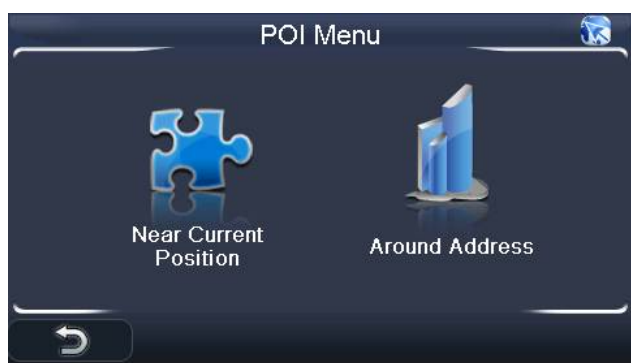 POI Menu
Near Current
Position
Around Address